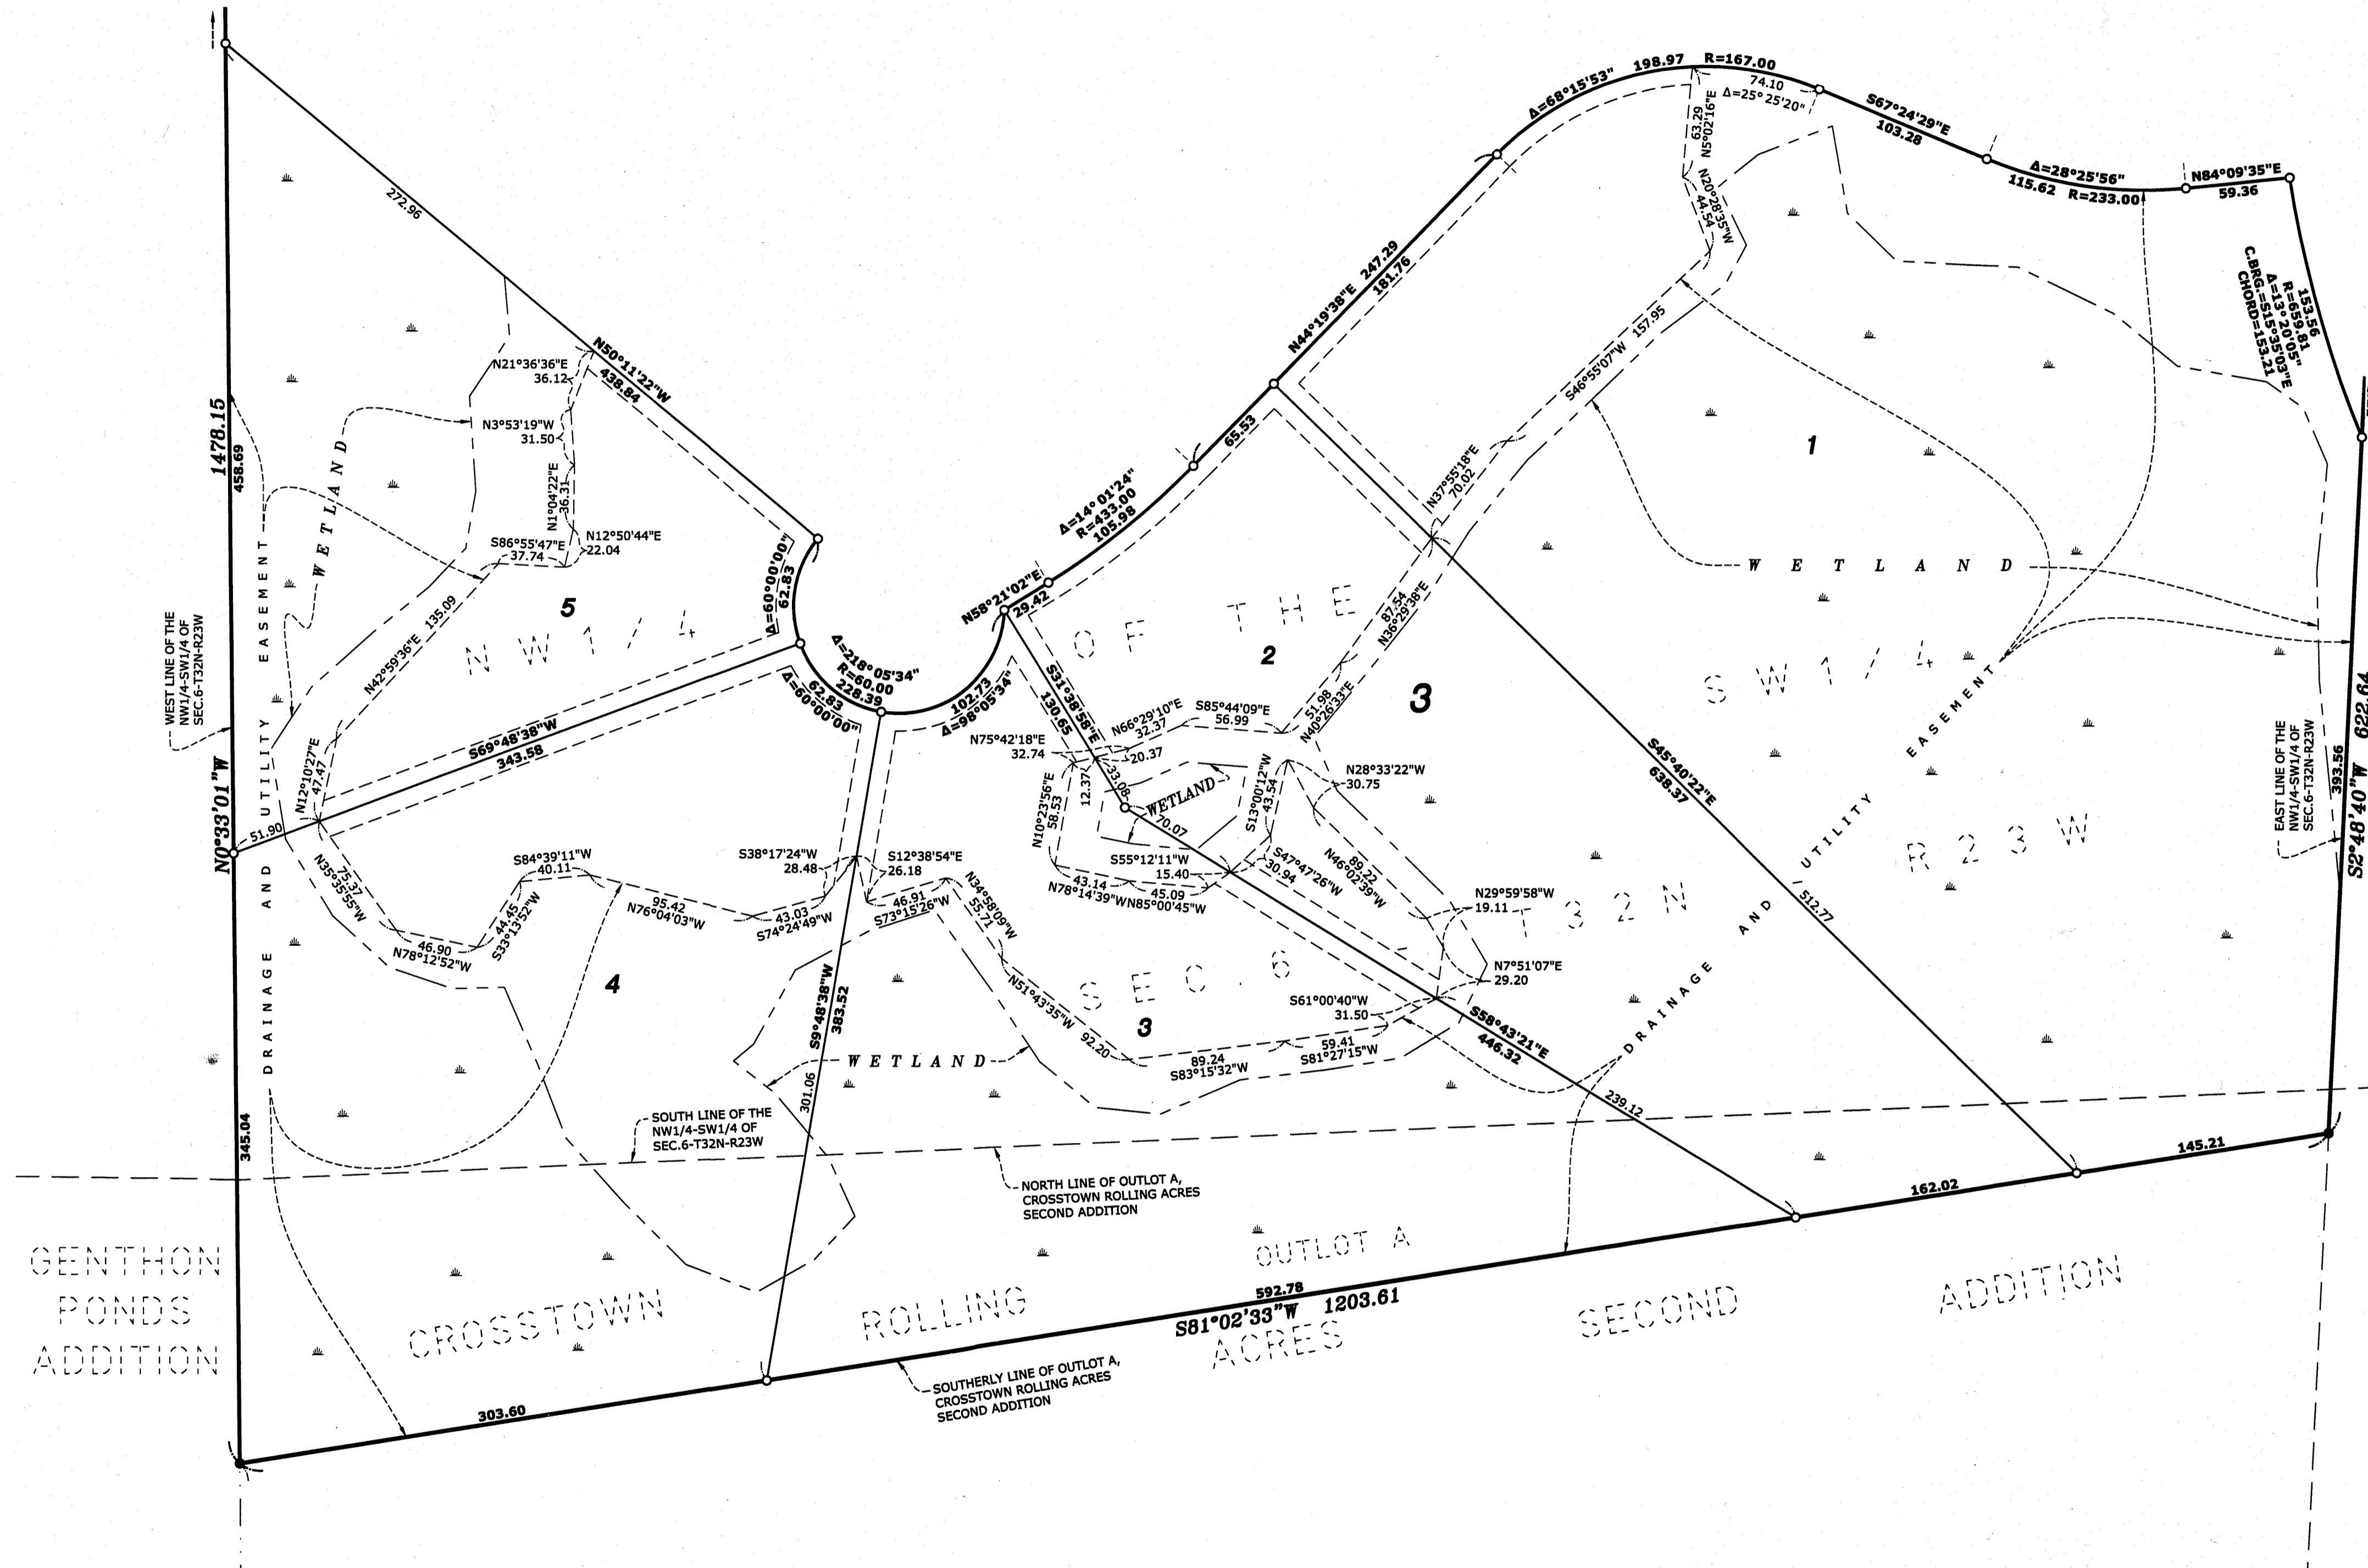 Δ=68°15'53"
198.97
R=167.00
74.10
Δ=25°25'20"
S67°24'29"E
103.28
63.29
N5°02'16"E
Δ=28°25'56"
115.62
R=233.00
N84°09'35"E
59.36
N20°28'35"W
44.54
153.56
R=659.81
Δ=13°20'05"
C.BRG.=S15°35'03"E
CHORD=153.21
272.96
N44°19'38"E
247.29
181.76
157.95
S46°55'07"W
N50°11'22"W
438.84
N21°36'36"E
36.12
N3°53'19"W
31.50
N1°04'22"E
36.31
N12°50'44"E
22.04
S86°55'47"E
37.74
1478.15
458.69
WETLAND
65.53
Δ=14°01'24"
R=433.00
105.98
N37°55'18"E
70.02
1
WETLAND
N58°21'02"E
29.42
Δ=60°00'00"
62.83
5
NW1/4
135.09
N42°59'36"E
WEST LINE OF THE
NW1/4-SW1/4 OF
SEC.6-T32N-R23W
OF THE
2
87.54
N36°29'38"E
3
SW1/4
Δ=218°05'34"
R=60.00
228.39
62.83
Δ=60°00'00"
102.73
Δ=98°05'34"
S31°38'58"E
130.65
N66°29'10"E
32.37
S85°44'09"E
56.99
51.98
N40°26'33"E
N75°42'18"E
32.74
20.37
12.37
33.08
N10°23'56"E
58.53
WETLAND
70.07
S13°00'12"W
43.54
N28°33'22"W
30.75
S69°48'38"W
343.58
N12°10'27"E
47.47
51.90
N0°33'01"W
S45°40'22"E
638.37
622.64
393.56
S2°48'40"W
EAST LINE OF THE
NW1/4-SW1/4 OF
SEC.6-T32N-R23W
DRAINAGE AND UTILITY EASEMENT
DRAINAGE AND UTILITY EASEMENT
R23W
512.77
T32N
75.37
N35°35'55"W
S84°39'11"W
40.11
S38°17'24"W
28.48
S12°38'54"E
26.18
S55°12'11"W
15.40
S47°47'26"W
30.94
89.22
N46°02'39"W
43.14
N78°14'39"W
45.09
N85°00'45"W
N29°59'58"W
19.11
95.42
N76°04'03"W
43.03
S74°24'49"W
46.91
S73°15'26"W
N34°58'09"W
55.71
44.45
S33°13'52"W
46.90
N78°12'52"W
4
S9°48'38"W
383.52
SEC.6
N7°51'07"E
29.20
S61°00'40"W
31.50
N51°43'35"W
92.20
3
S58°43'21"E
446.32
89.24
S83°15'32"W
59.41
S81°27'15"W
WETLAND
301.06
239.12
345.04
SOUTH LINE OF THE
NW1/4-SW1/4 OF
SEC.6-T32N-R23W
NORTH LINE OF OUTLOT A,
CROSSTOWN ROLLING ACRES
SECOND ADDITION
145.21
162.02
GENTHON
PONDS
ADDITION
OUTLOT A
CROSSTOWN ROLLING ACRES SECOND ADDITION
592.78
S81°02'33"W 1203.61
SOUTHERLY LINE OF OUTLOT A,
CROSSTOWN ROLLING ACRES
SECOND ADDITION
303.60